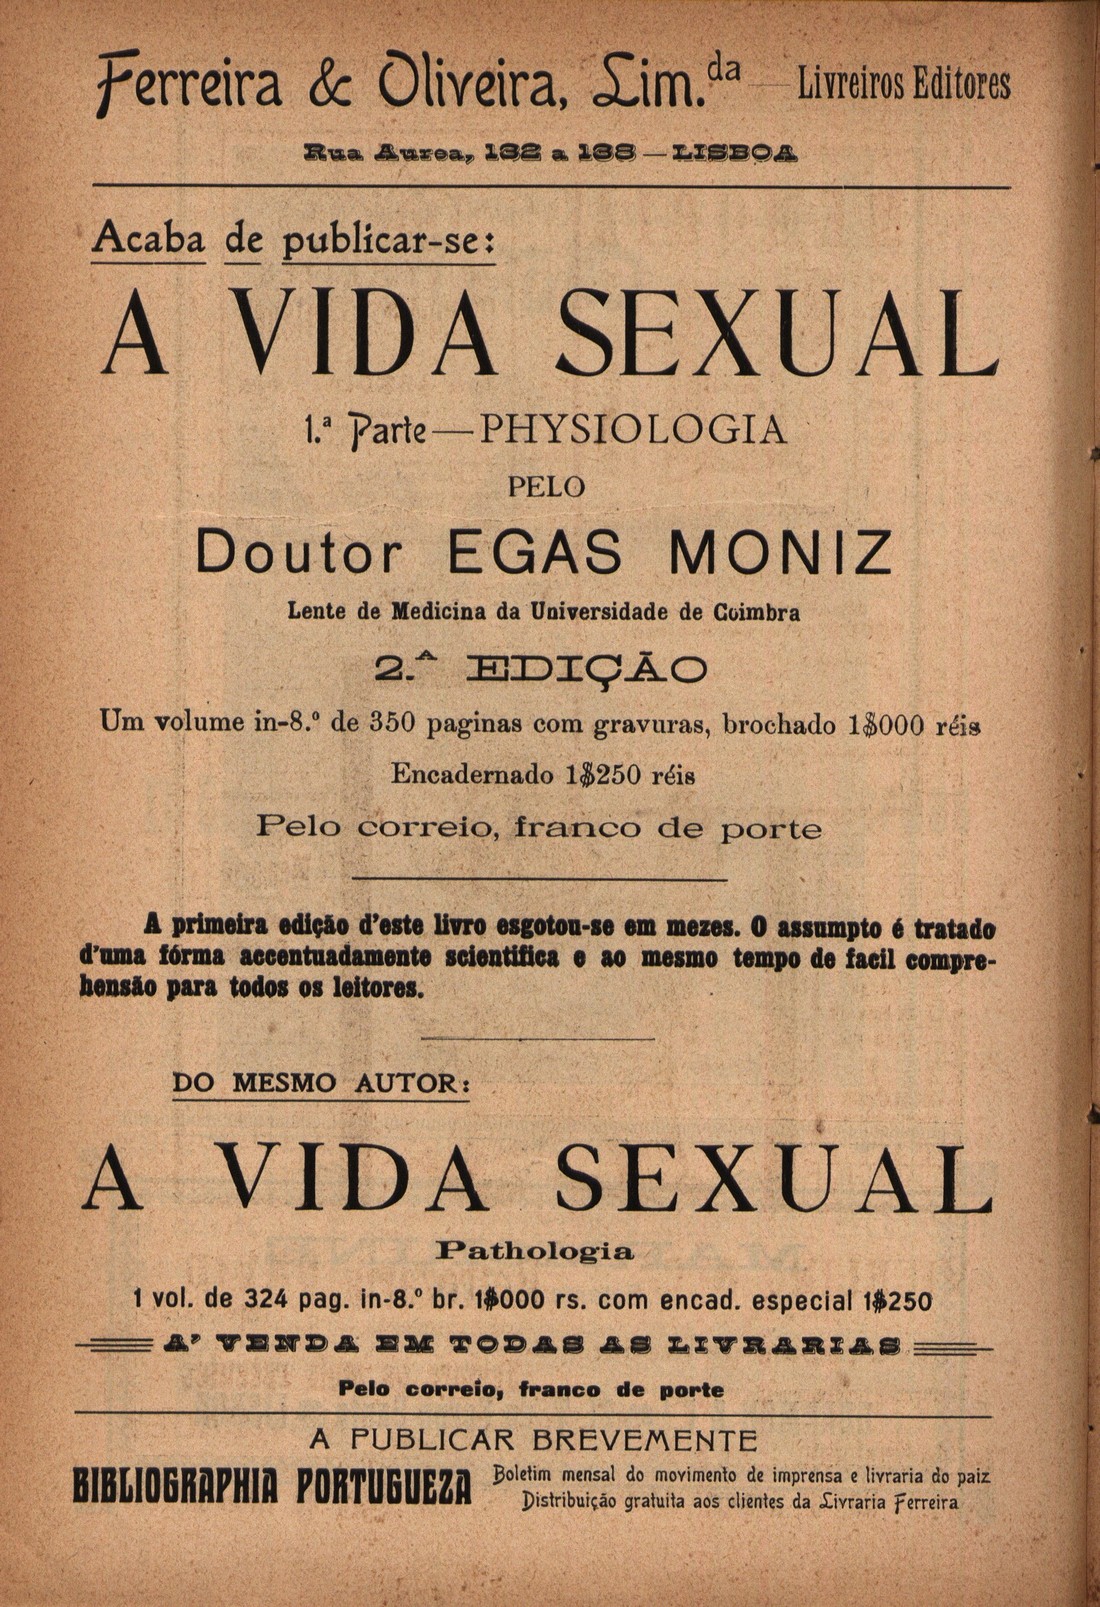 Ferreira & Oliveira, Lim.da — Livreiros Editores
Rua Aurea, 132 a 138 — LISBOA
Acaba de publicar-se:
A VIDA SEXUAL
1.ª Parte — PHYSIOLOGIA
PELO
Doutor EGAS MONIZ
Lente de Medicina da Universidade de Coimbra
2.ª EDIÇÃO
Um volume in-8.º de 350 paginas com gravuras, brochado 1$000 réis
Encadernado 1$250 réis
Pelo correio, franco de porte
A primeira edição d'este livro esgotou-se em mezes. O assumpto é tratado
d'uma fórma accentuadamente scientifica e ao mesmo tempo de facil compre-
hensão para todos os leitores.
DO MESMO AUTOR:
A VIDA SEXUAL
Pathologia
1 vol. de 324 pag. in-8.º br. 1$000 rs. com encad. especial 1$250
A' VENDA EM TODAS AS LIVRARIAS
Pelo correio, franco de porte
A PUBLICAR BREVEMENTE
BIBLIOGRAPHIA PORTUGUEZA
Boletim mensal do movimento de imprensa e livraria do paiz
Distribuição gratuita aos clientes da Livraria Ferreira